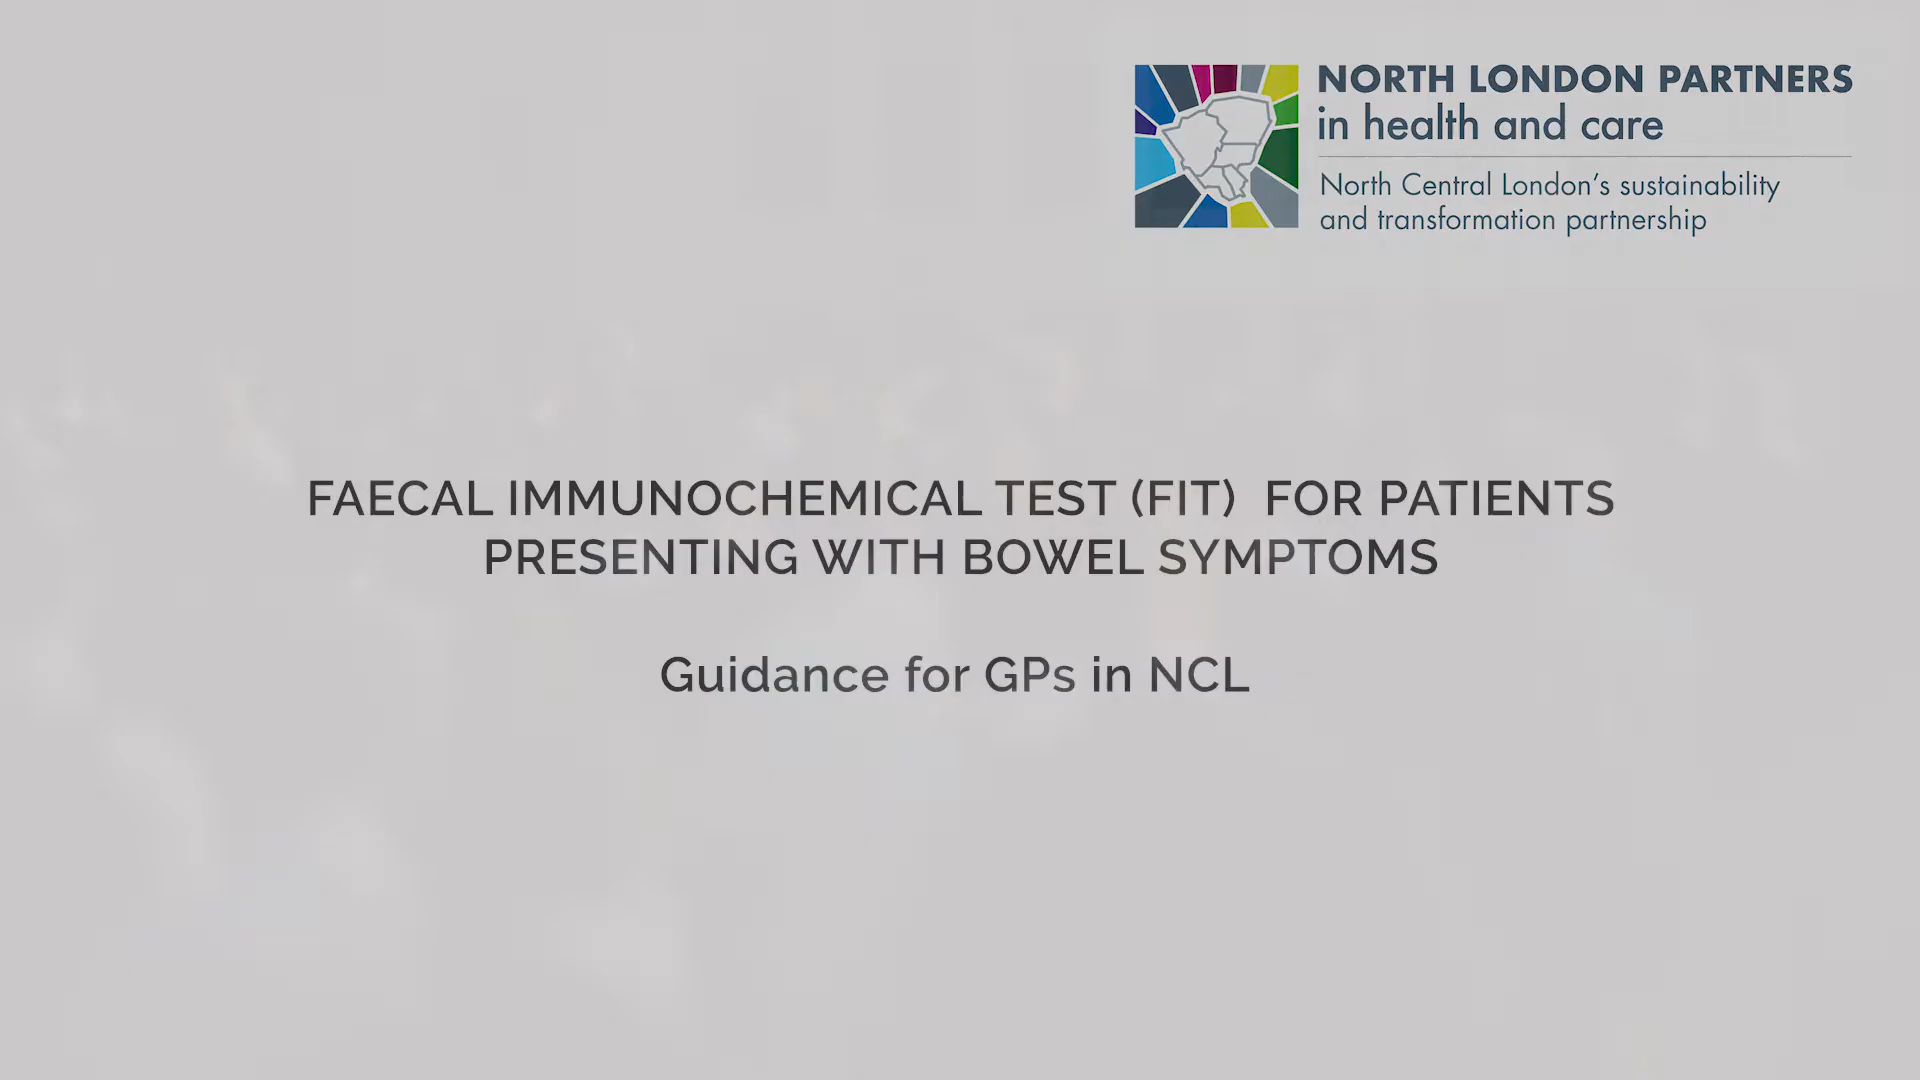 NORTH LONDON PARTNERS
in health and care
North Central London's sustainability
and transformation partnership
FAECAL IMMUNOCHEMICAL TEST (FIT)  FOR PATIENTS
PRESENTING WITH BOWEL SYMPTOMS
Guidance for GPs in NCL